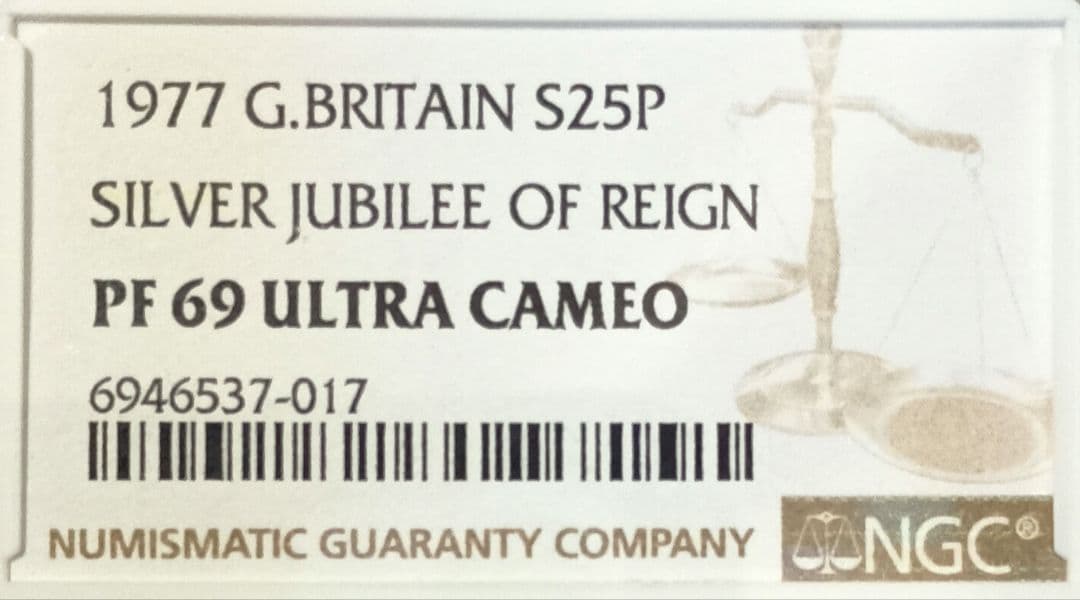 1977 G.BRITAIN S25P
SILVER JUBILEE OF REIGN
PF 69 ULTRA CAMEO
6946537-017
NUMISMATIC GUARANTY COMPANY
NGC®